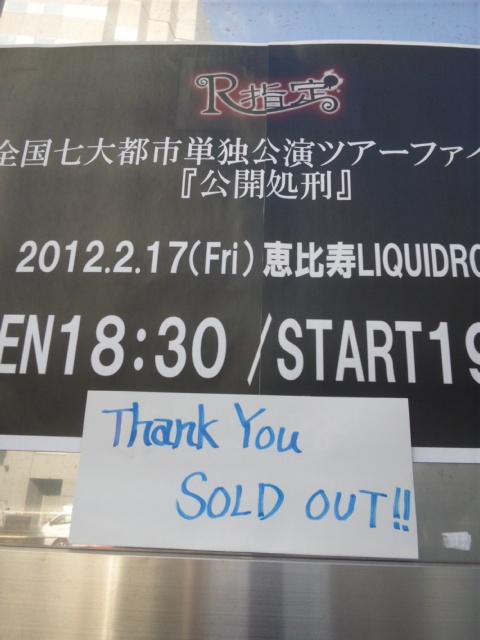 R指定
全国七大都市単独公演ツアーファイ
『公開処刑』
2012.2.17(Fri) 恵比寿LIQUIDRO
EN18:30 /START19
Thank You
SOLD OUT!!